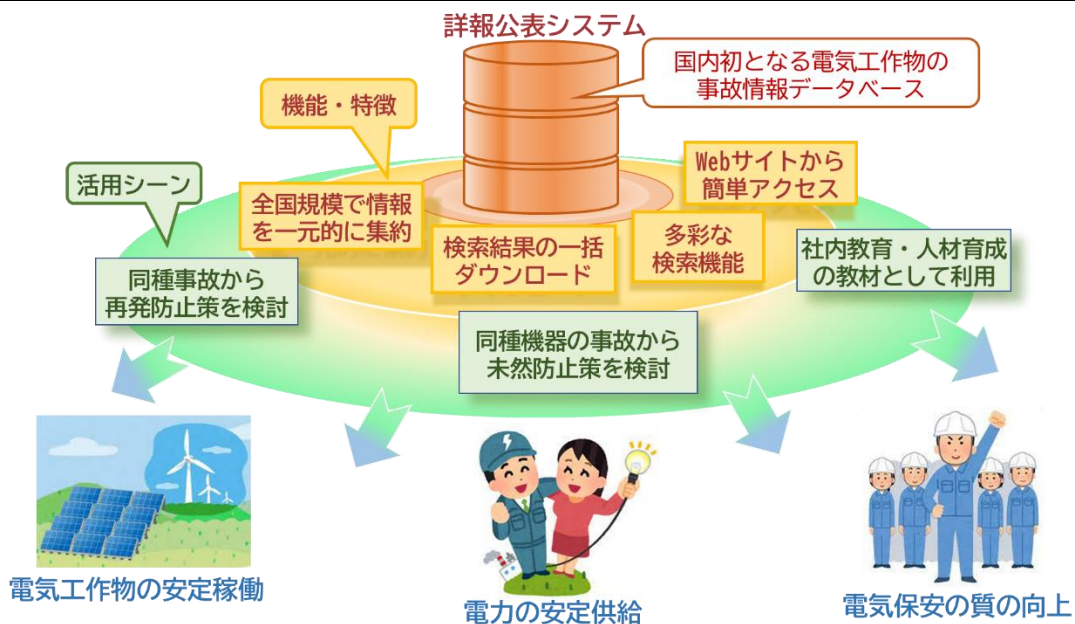 詳報公表システム
国内初となる電気工作物の
事故情報データベース
機能・特徴
活用シーン
Webサイトから
簡単アクセス
全国規模で情報
を一元的に集約
検索結果の一括
ダウンロード
多彩な
検索機能
社内教育・人材育成
の教材として利用
同種事故から
再発防止策を検討
同種機器の事故から
未然防止策を検討
電気工作物の安定稼働
電力の安定供給
電気保安の質の向上